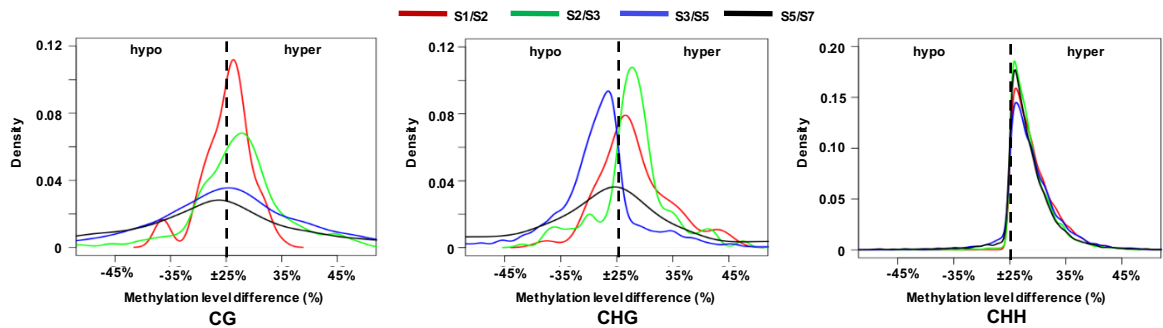 S1/S2 S2/S3 S3/S5 S5/S7
0.12
hypo hyper
0.08
Density
0.04
0
-45% -35% ±25% 35% 45%
Methylation level difference (%)
CG
0.12
hypo hyper
0.08
Density
0.04
0
-45% -35% ±25% 35% 45%
Methylation level difference (%)
CHG
0.20
hypo hyper
0.15
Density
0.10
0.05
0
-45% -35% ±25% 35% 45%
Methylation level difference (%)
CHH